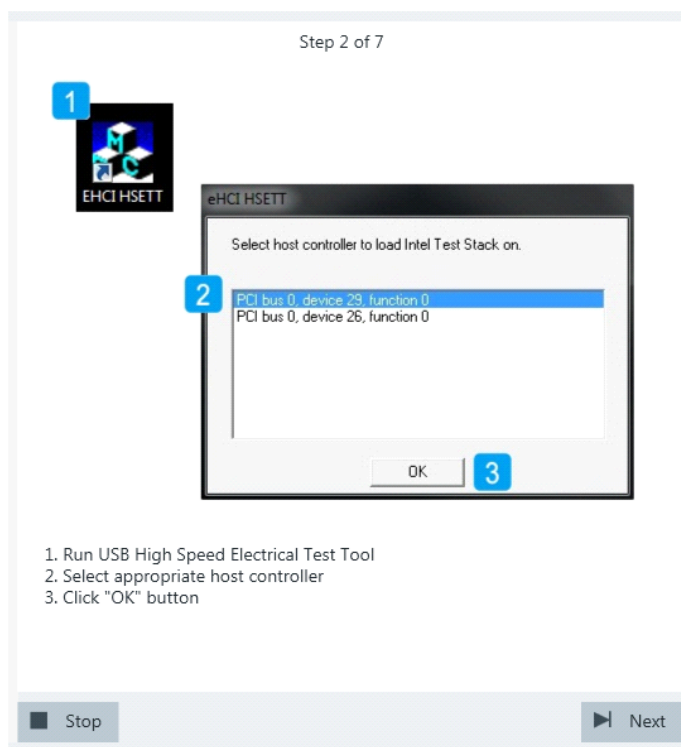 Step 2 of 7
1
M
C
EHCI HSETT
eHCI HSETT
Select host controller to load Intel Test Stack on.
2
PCI bus 0, device 29, function 0
PCI bus 0, device 26, function 0
OK
3
1. Run USB High Speed Electrical Test Tool
2. Select appropriate host controller
3. Click "OK" button
Stop
Next